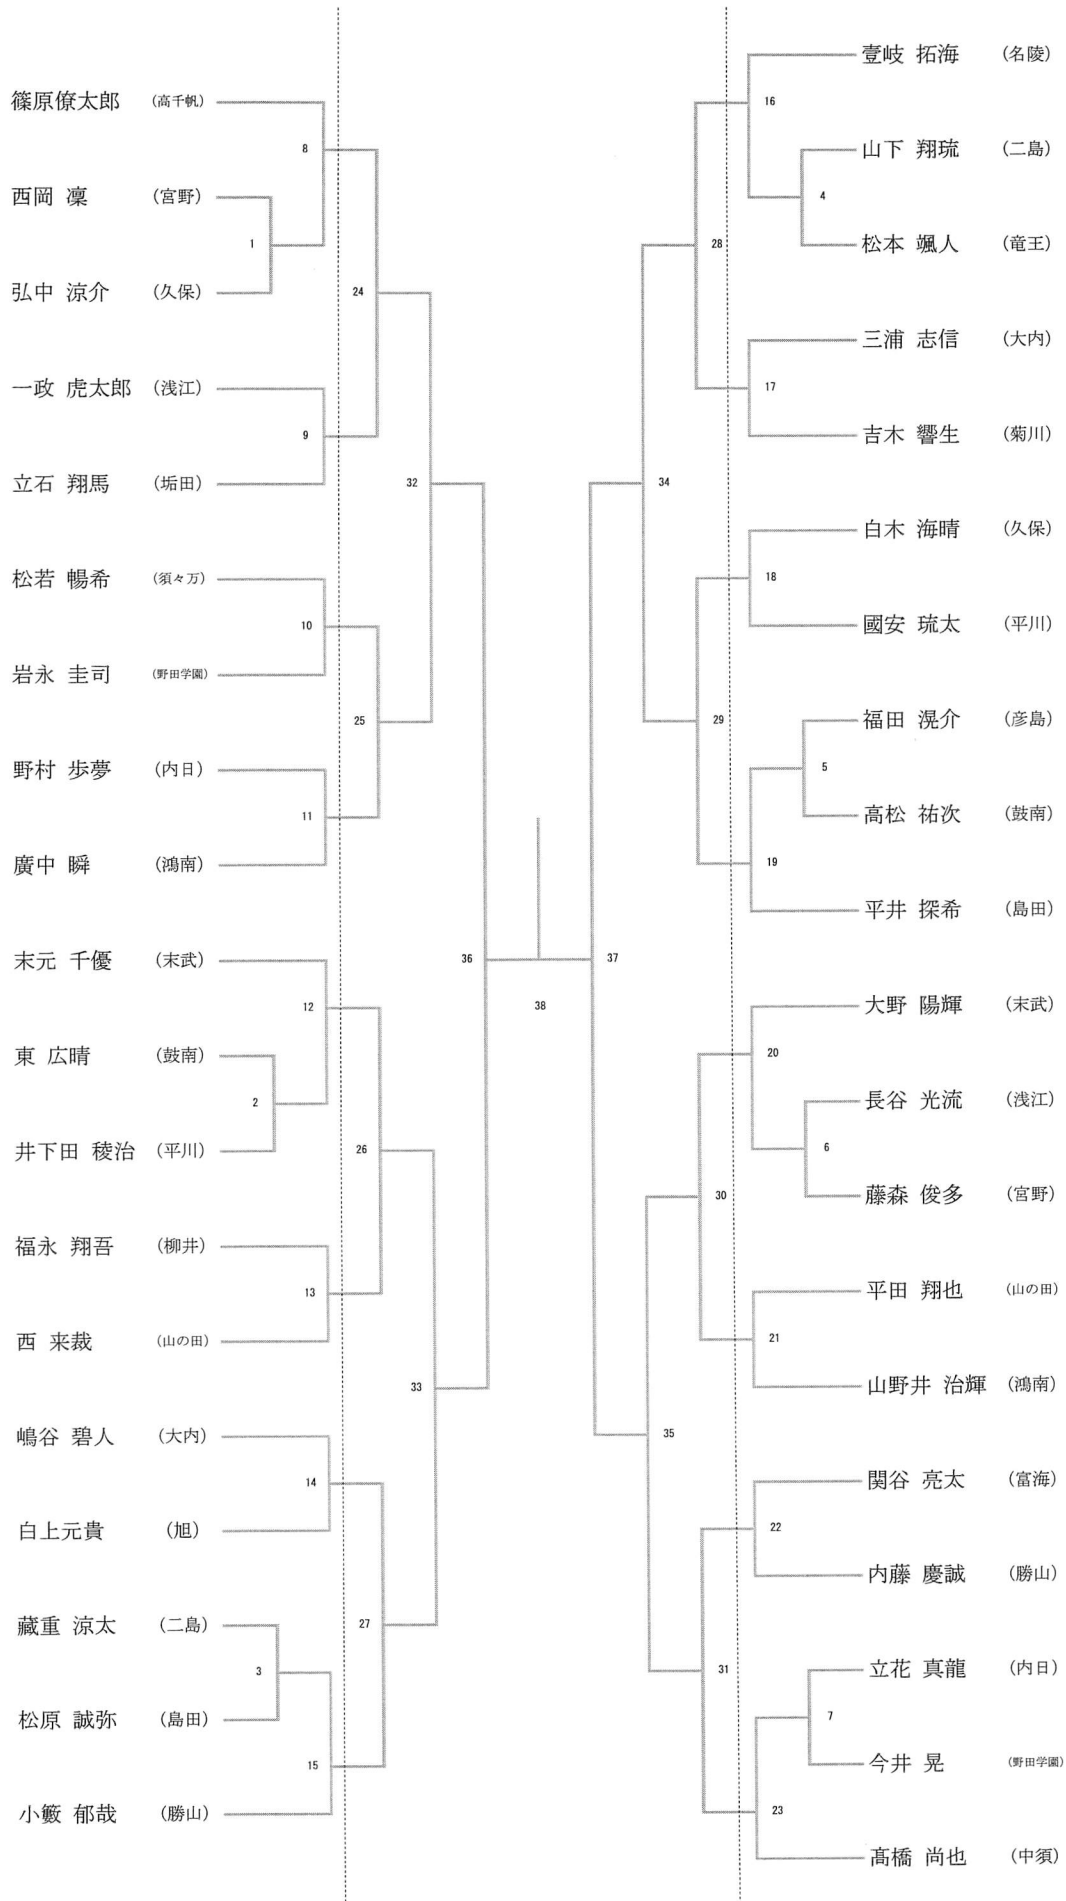 篠原僚太郎 (高千帆)
8
西岡 凜 (宮野)
1
弘中 涼介 (久保)
24
一政 虎太郎 (浅江)
9
立石 翔馬 (垢田)
32
松若 暢希 (須々万)
10
岩永 圭司 (野田学園)
25
野村 歩夢 (内日)
11
廣中 瞬 (鴻南)
末元 千優 (末武)
36
12
東 広晴 (鼓南)
2
井下田 稜治 (平川)
26
福永 翔吾 (柳井)
13
西 来裁 (山の田)
33
嶋谷 碧人 (大内)
14
白上元貴 (旭)
藏重 涼太 (二島)
27
3
松原 誠弥 (島田)
15
小籔 郁哉 (勝山)
38
壹岐 拓海 (名陵)
16
山下 翔琉 (二島)
4
松本 颯人 (竜王)
28
三浦 志信 (大内)
17
吉木 響生 (菊川)
34
白木 海晴 (久保)
18
國安 琉太 (平川)
29
福田 滉介 (彦島)
5
高松 祐次 (鼓南)
19
平井 探希 (島田)
37
大野 陽輝 (末武)
20
長谷 光流 (浅江)
6
藤森 俊多 (宮野)
30
平田 翔也 (山の田)
21
山野井 治輝 (鴻南)
35
関谷 亮太 (富海)
22
内藤 慶誠 (勝山)
31
立花 真龍 (内日)
7
今井 晃 (野田学園)
23
髙橋 尚也 (中須)